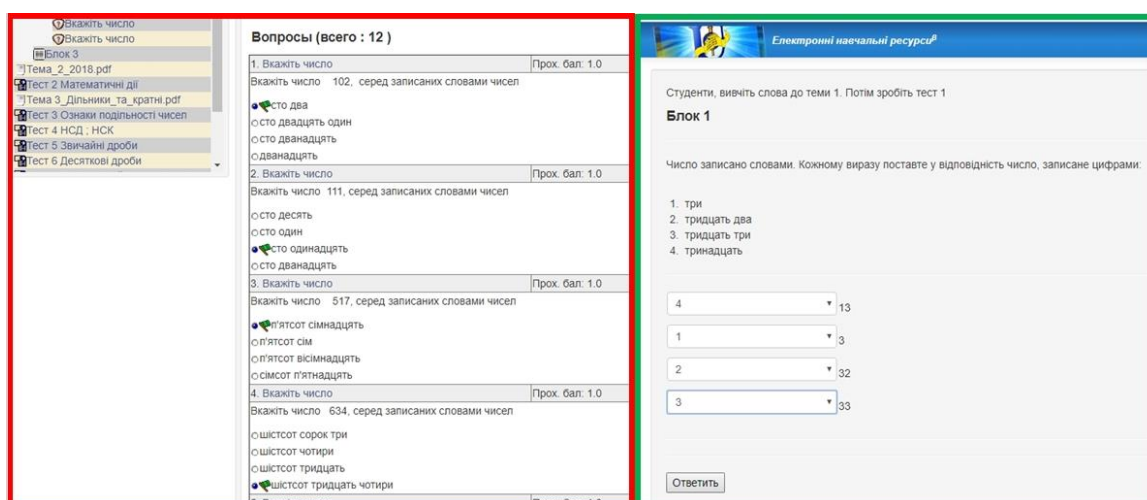 Вкажіть число
Вкажіть число
Блок 3
Тема_2_2018.pdf
Тест 2 Математичні дії
Тема 3_Дільники_та_кратні.pdf
Тест 3 Ознаки подільності чисел
Тест 4 НСД ; НСК
Тест 5 Звичайні дроби
Тест 6 Десяткові дроби
Вопросы (всего : 12 )
1. Вкажіть число Прох. бал: 1.0
Вкажіть число 102, серед записаних словами чисел
сто два
сто двадцять один
сто дванадцять
дванадцять
2. Вкажіть число Прох. бал: 1.0
Вкажіть число 111, серед записаних словами чисел
сто десять
сто один
сто одинадцять
сто дванадцять
3. Вкажіть число Прох. бал: 1.0
Вкажіть число 517, серед записаних словами чисел
п'ятсот сімнадцять
п'ятсот сім
п'ятсот вісімнадцять
сімсот п'ятнадцять
4. Вкажіть число Прох. бал: 1.0
Вкажіть число 634, серед записаних словами чисел
шістсот сорок три
шістсот чотири
шістсот тридцять
шістсот тридцять чотири
Електронні навчальні ресурсиβ
Студенти, вивчіть слова до теми 1. Потім зробіть тест 1
Блок 1
Число записано словами. Кожному виразу поставте у відповідність число, записане цифрами:
1. три
2. тридцать два
3. тридцать три
4. тринадцать
4 13
1 3
2 32
3 33
Ответить